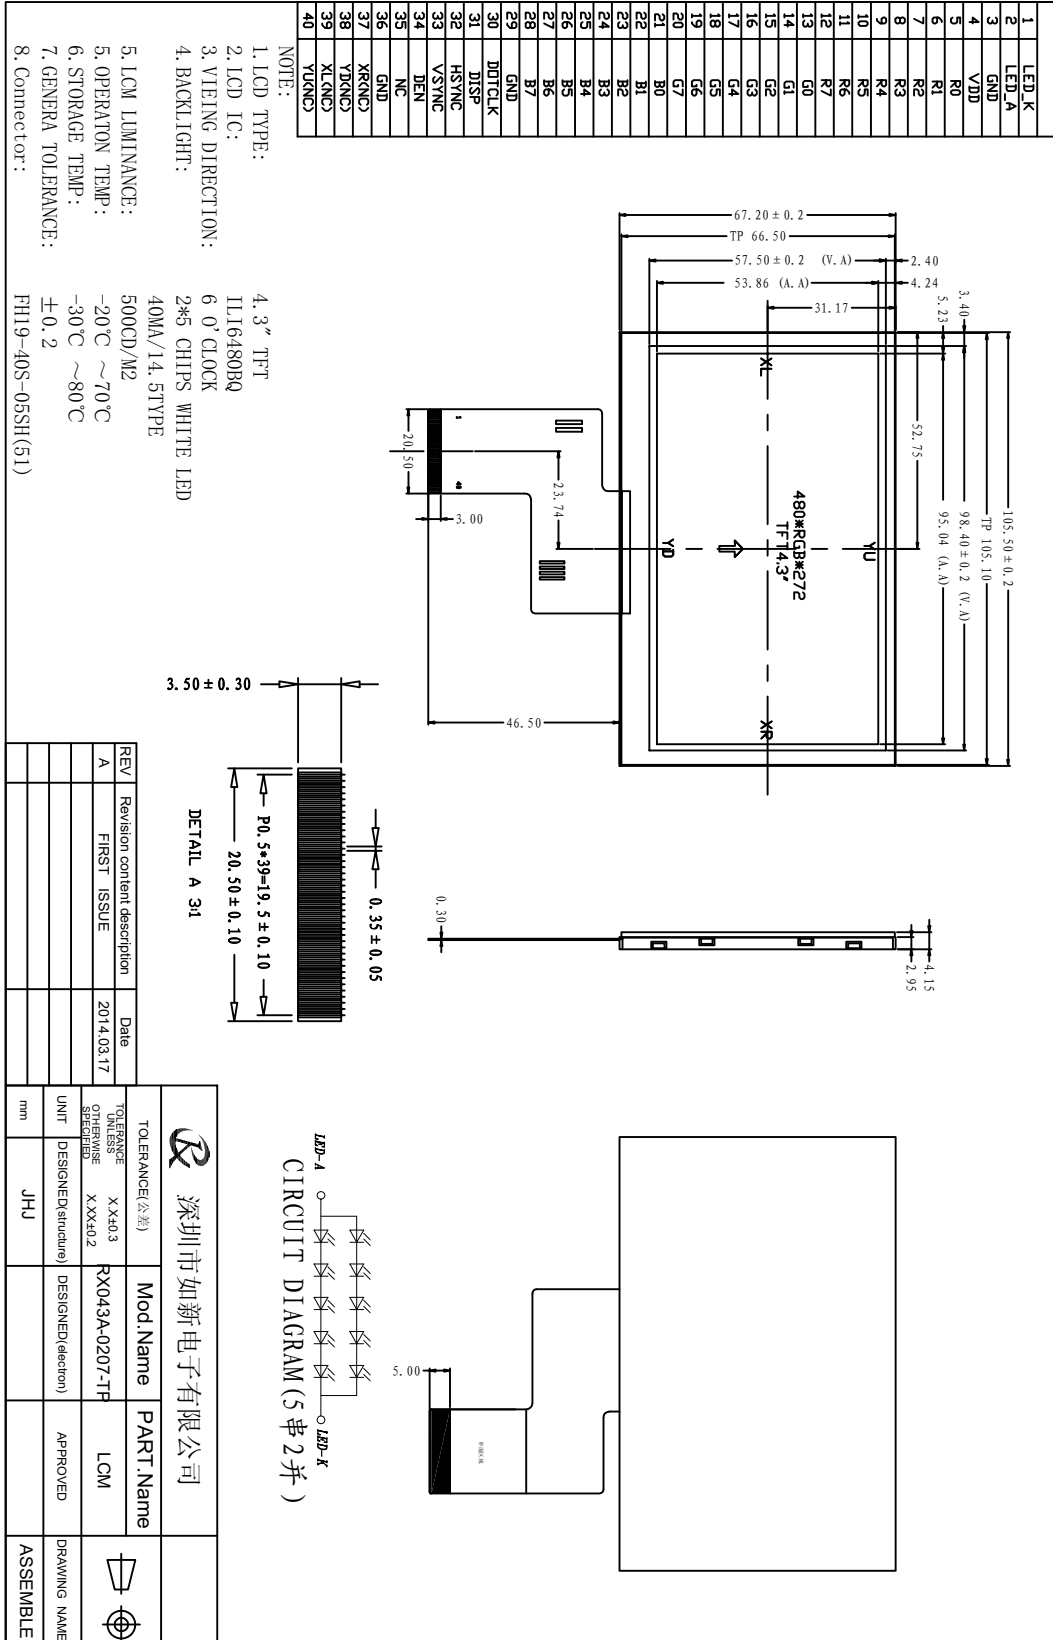 1 LED_K
2 LED_A
3 GND
4 VDD
5 R0
6 R1
7 R2
8 R3
9 R4
10 R5
11 R6
12 R7
13 G0
14 G1
15 G2
16 G3
17 G4
18 G5
19 G6
20 G7
21 B0
22 B1
23 B2
24 B3
25 B4
26 B5
27 B6
28 B7
29 GND
30 DOTCLK
31 DISP
32 HSYNC
33 VSYNC
34 DEN
35 NC
36 GND
37 XR(NC)
38 YD(NC)
39 XL(NC)
40 YU(NC)
105.50±0.2
TP 105.10
98.40±0.2 (V.A)
95.04 (A.A)
52.75
3.40
5.23
67.20±0.2
TP 66.50
57.50±0.2 (V.A)
53.86 (A.A)
31.17
2.40
4.24
YU
480*RGB*272
TFT4.3"
XL
XR
YD
23.74
20.50
3.00
1
40
46.50
4.15
2.95
0.30
5.00
0.35±0.05
P0.5*39=19.5±0.10
20.50±0.10
3.50±0.30
DETAIL A 3:1
LED-A
LED-K
CIRCUIT DIAGRAM(5串2并)
NOTE:
1.LCD TYPE: 4.3" TFT
2.LCD IC: ILI6480BQ
3.VIEING DIRECTION: 6 O'CLOCK
4.BACKLIGHT: 2*5 CHIPS WHITE LED
40MA/14.5TYPE
5.LCM LUMINANCE: 500CD/M2
5.OPERATON TEMP: -20℃ ~70℃
6.STORAGE TEMP: -30℃ ~80℃
7.GENERA TOLERANCE: ±0.2
8.Connector: FH19-40S-05SH(51)
REV Revision content description Date
A FIRST ISSUE 2014.03.17
R 深圳市如新电子有限公司
TOLERANCE(公差) Mod.Name PART.Name
TOLERANCE UNLESS OTHERWISE SPECIFIED
X.X±0.3
X.XX±0.2
RX043A-0207-TP LCM
UNIT DESIGNED(structure) DESIGNED(electron) APPROVED DRAWING NAME
mm JHJ ASSEMBLE